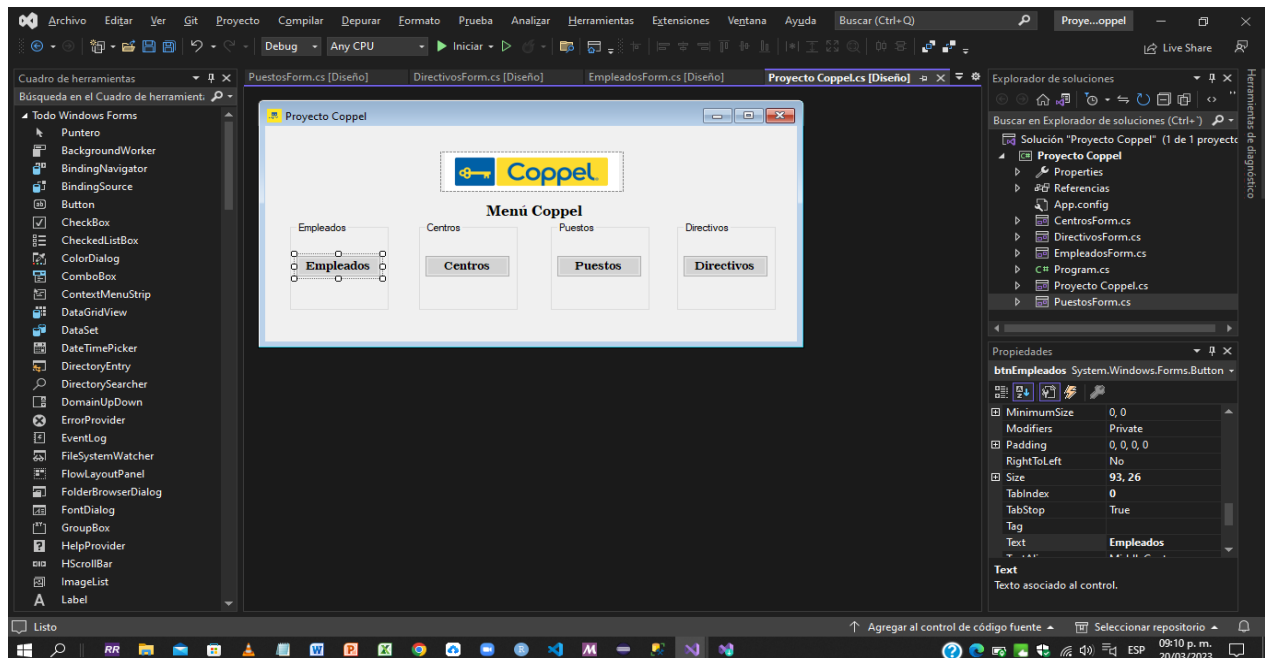 Archivo Editar Ver Git Proyecto Compilar Depurar Formato Prueba Analizar Herramientas Extensiones Ventana Ayuda Buscar (Ctrl+Q) Proye...oppel
Debug Any CPU Iniciar Live Share
Cuadro de herramientas
Búsqueda en el Cuadro de herramient
Todo Windows Forms
Puntero
BackgroundWorker
BindingNavigator
BindingSource
Button
CheckBox
CheckedListBox
ColorDialog
ComboBox
ContextMenuStrip
DataGridView
DataSet
DateTimePicker
DirectoryEntry
DirectorySearcher
DomainUpDown
ErrorProvider
EventLog
FileSystemWatcher
FlowLayoutPanel
FolderBrowserDialog
FontDialog
GroupBox
HelpProvider
HScrollBar
ImageList
Label
PuestosForm.cs [Diseño] DirectivosForm.cs [Diseño] EmpleadosForm.cs [Diseño] Proyecto Coppel.cs [Diseño]
Proyecto Coppel
Coppel.
Menú Coppel
Empleados Centros Puestos Directivos
Empleados Centros Puestos Directivos
Explorador de soluciones
Buscar en Explorador de soluciones (Ctrl+')
Solución "Proyecto Coppel" (1 de 1 proyecto
Proyecto Coppel
Properties
Referencias
App.config
CentrosForm.cs
DirectivosForm.cs
EmpleadosForm.cs
C# Program.cs
Proyecto Coppel.cs
PuestosForm.cs
Propiedades
btnEmpleados System.Windows.Forms.Button
MinimumSize 0, 0
Modifiers Private
Padding 0, 0, 0, 0
RightToLeft No
Size 93, 26
TabIndex 0
TabStop True
Tag
Text Empleados
Text
Texto asociado al control.
Herramientas de diagnóstico
Listo Agregar al control de código fuente Seleccionar repositorio
RR ESP 09:10 p. m.
20/03/2023